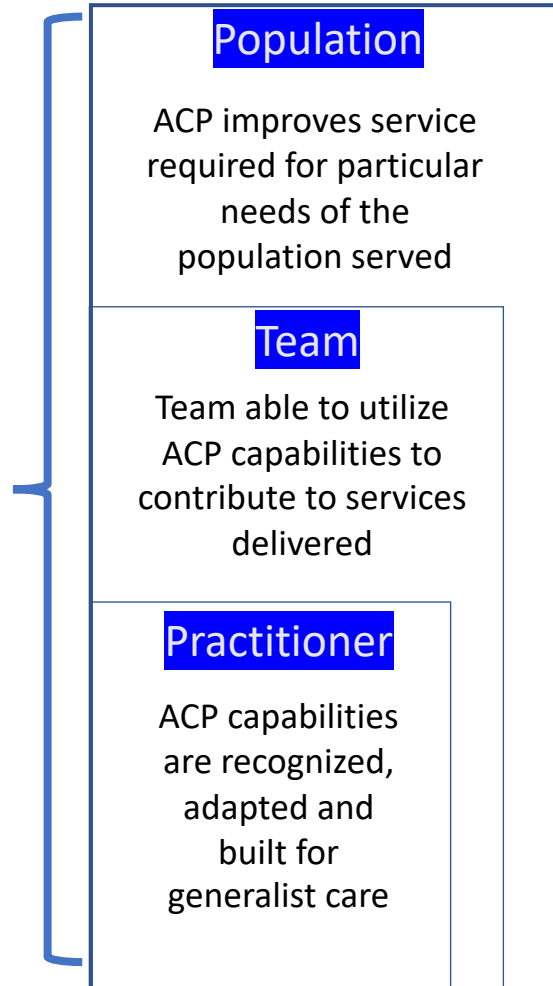 Population
ACP improves service
required for particular
needs of the
population served
Team
Team able to utilize
ACP capabilities to
contribute to services
delivered
Practitioner
ACP capabilities
are recognized,
adapted and
built for
generalist care